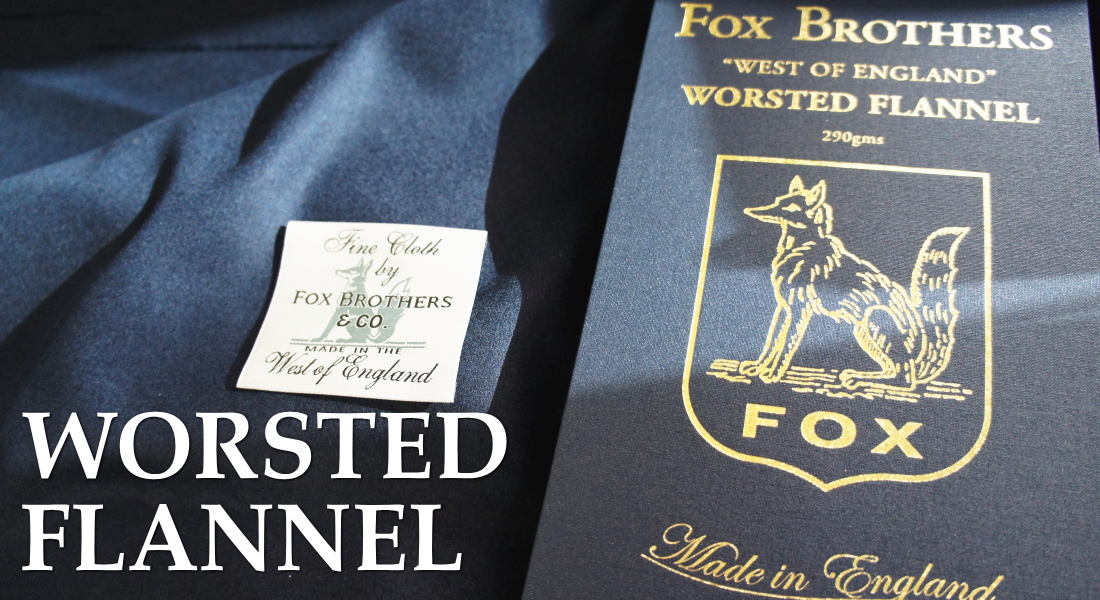 Fox Brothers
“WEST OF ENGLAND”
WORSTED FLANNEL
290gms
FOX
Made in England
Fine Cloth
by
FOX BROTHERS
& CO.
MADE IN THE
West of England
WORSTED
FLANNEL